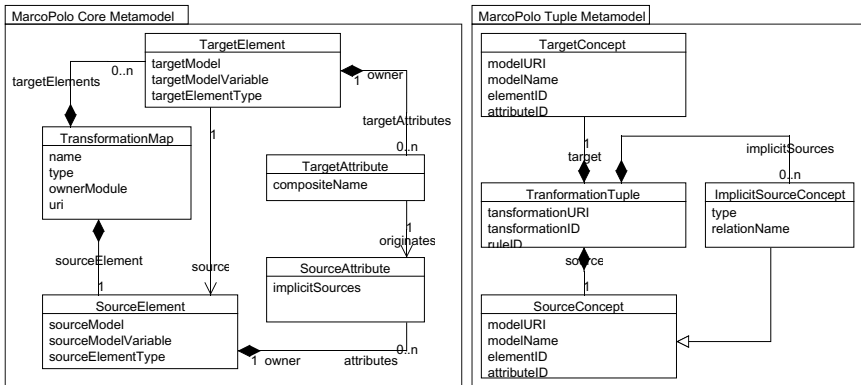 MarcoPolo Core Metamodel
TargetElement
targetModel
targetModelVariable
targetElementType
0..n
targetElements
1
owner
1
targetAttributes
0..n
TransformationMap
name
type
ownerModule
uri
TargetAttribute
compositeName
1
originates
sourceElement
1
source
SourceAttribute
implicitSources
SourceElement
sourceModel
sourceModelVariable
sourceElementType
1
owner
attributes
0..n
MarcoPolo Tuple Metamodel
TargetConcept
modelURI
modelName
elementID
attributeID
1
target
implicitSources
0..n
TranformationTuple
tansformationURI
tansformationID
ruleID
ImplicitSourceConcept
type
relationName
source
1
SourceConcept
modelURI
modelName
elementID
attributeID